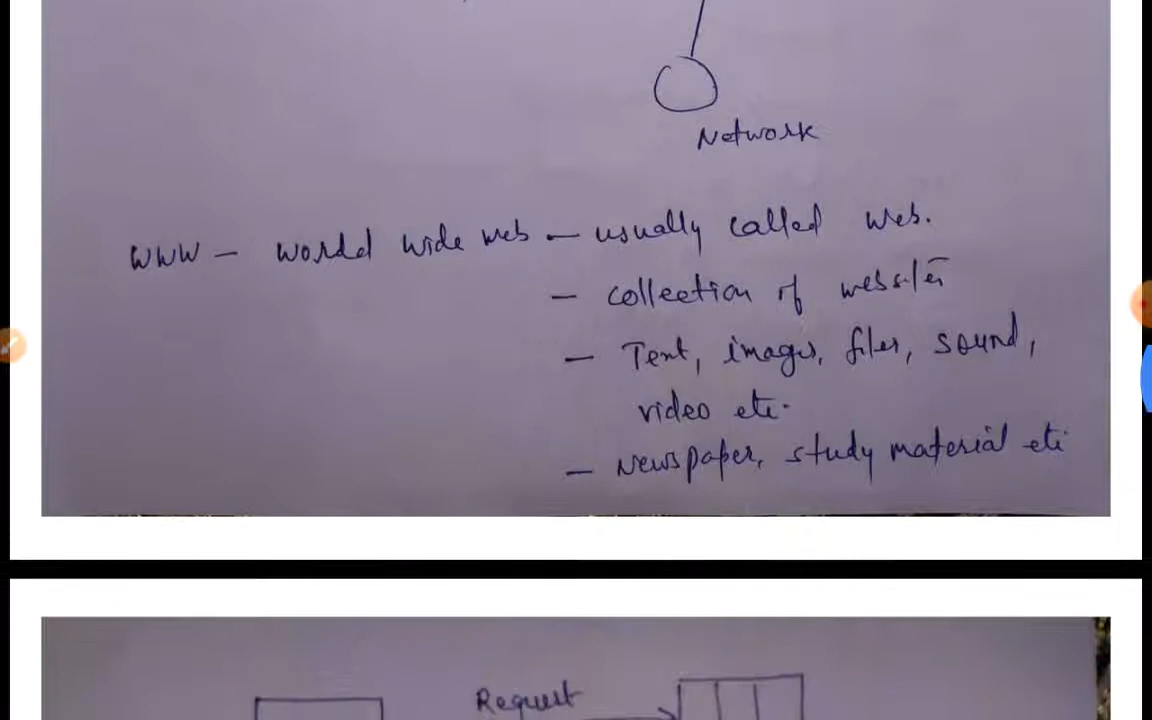 Network
WWW - world wide web - usually called web.
- collection of websites
- Text, images, files, sound,
video etc.
- Newspaper, study material etc
Request